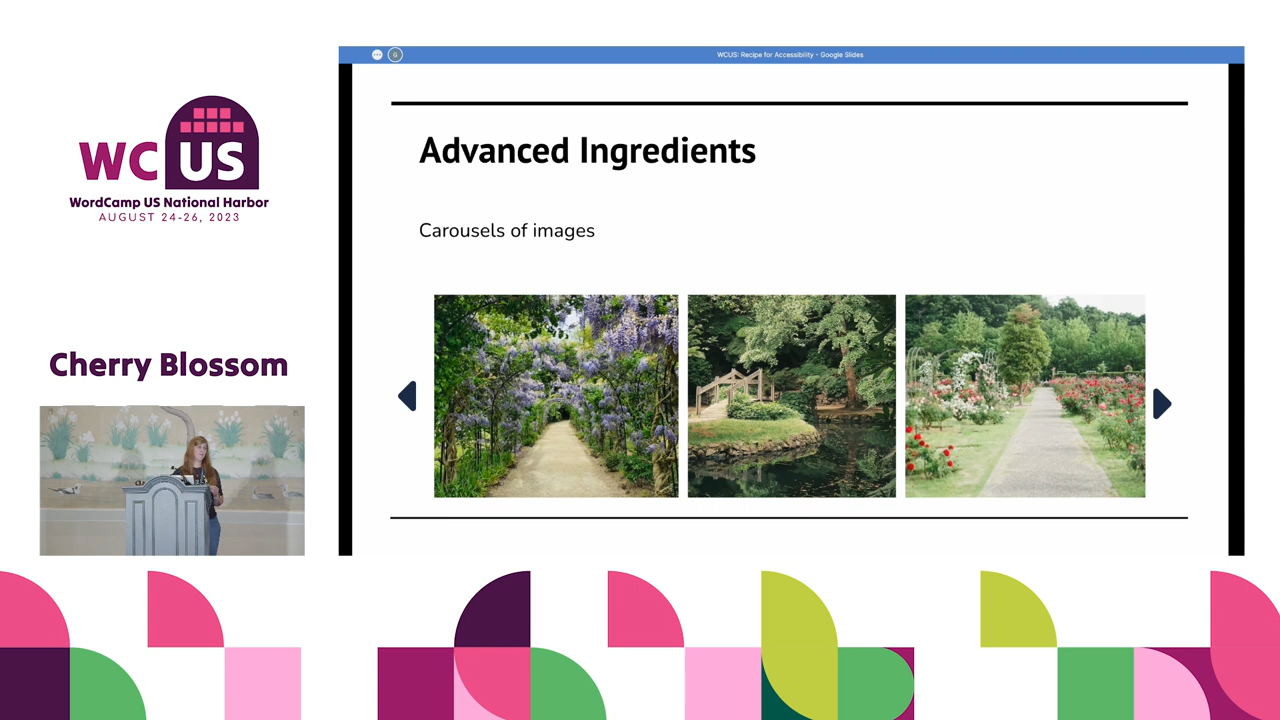 WC US
WordCamp US National Harbor
AUGUST 24-26, 2023
Cherry Blossom
G
WCUS: Recipe for Accessibility - Google Slides
Advanced Ingredients
Carousels of images